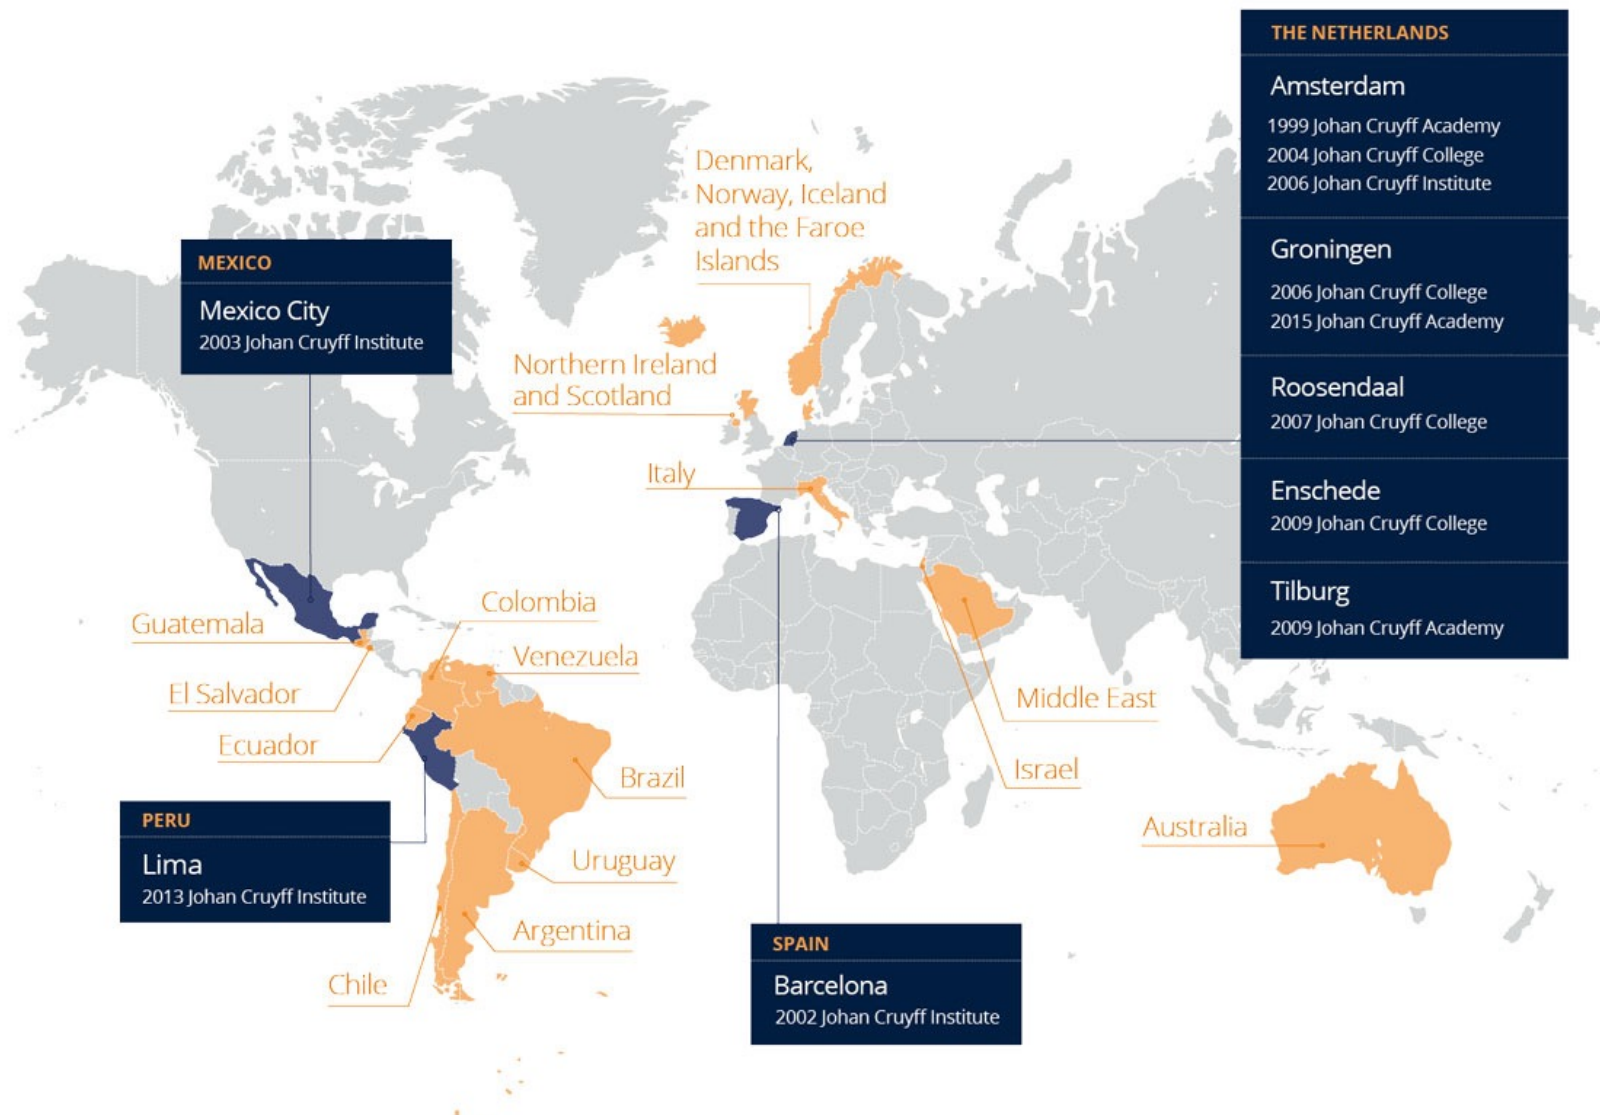 THE NETHERLANDS
Amsterdam
1999 Johan Cruyff Academy
2004 Johan Cruyff College
2006 Johan Cruyff Institute
Groningen
2006 Johan Cruyff College
2015 Johan Cruyff Academy
Roosendaal
2007 Johan Cruyff College
Enschede
2009 Johan Cruyff College
Tilburg
2009 Johan Cruyff Academy
Denmark,
Norway, Iceland
and the Faroe
Islands
MEXICO
Mexico City
2003 Johan Cruyff Institute
Northern Ireland
and Scotland
Italy
Colombia
Guatemala
Venezuela
El Salvador
Ecuador
Middle East
Israel
Brazil
PERU
Lima
2013 Johan Cruyff Institute
Australia
Uruguay
Argentina
Chile
SPAIN
Barcelona
2002 Johan Cruyff Institute